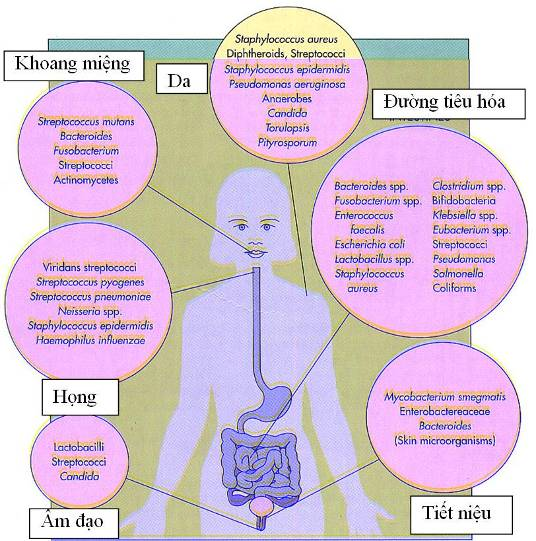 Khoang miệng
Streptococcus mutans
Bacteroides
Fusobacterium
Streptococci
Actinomycetes
Da
Staphylococcus aureus
Diphtheroids, Streptococci
Staphylococcus epidermidis
Pseudomonas aeruginosa
Anaerobes
Candida
Torulopsis
Pityrosporum
Đường tiêu hóa
Bacteroides spp.
Fusobacterium spp.
Enterococcus
faecalis
Escherichia coli
Lactobacillus spp.
Staphylococcus
aureus
Clostridium spp.
Bifidobacteria
Klebsiella spp.
Eubacterium spp.
Streptococci
Pseudomonas
Salmonella
Coliforms
Viridans streptococci
Streptococcus pyogenes
Streptococcus pneumoniae
Neisseria spp.
Staphylococcus epidermidis
Haemophilus influenzae
Họng
Lactobacilli
Streptococci
Candida
Âm đạo
Mycobacterium smegmatis
Enterobactereaceae
Bacteroides
(Skin microorganisms)
Tiết niệu